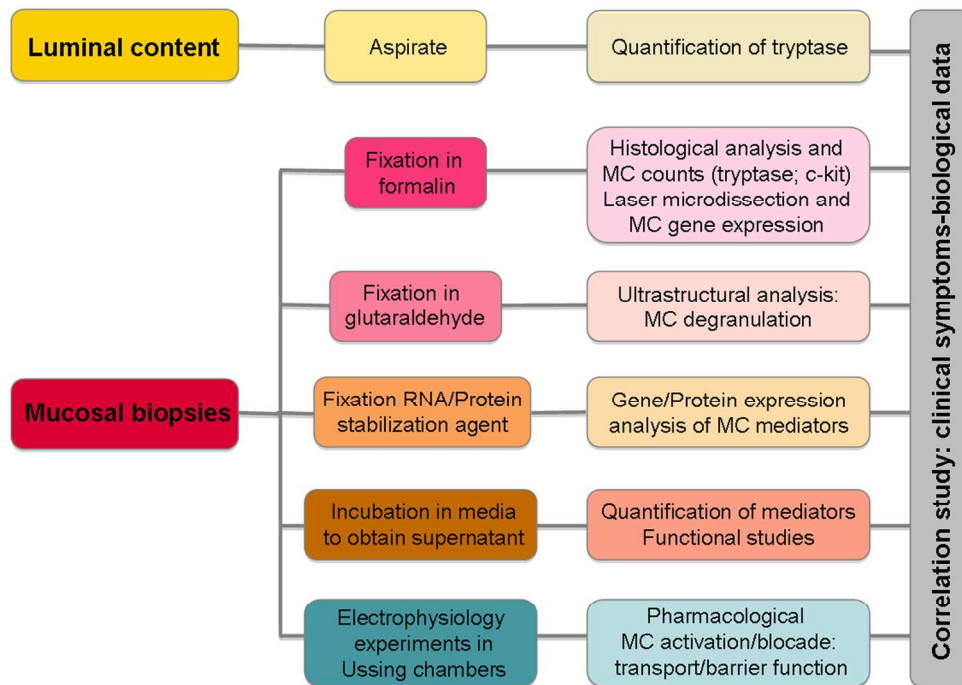 Luminal content
Aspirate
Quantification of tryptase
Fixation in
formalin
Histological analysis and
MC counts (tryptase; c-kit)
Laser microdissection and
MC gene expression
Fixation in
glutaraldehyde
Ultrastructural analysis:
MC degranulation
Mucosal biopsies
Fixation RNA/Protein
stabilization agent
Gene/Protein expression
analysis of MC mediators
Incubation in media
to obtain supernatant
Quantification of mediators
Functional studies
Electrophysiology
experiments in
Ussing chambers
Pharmacological
MC activation/blocade:
transport/barrier function
Correlation study: clinical symptoms-biological data